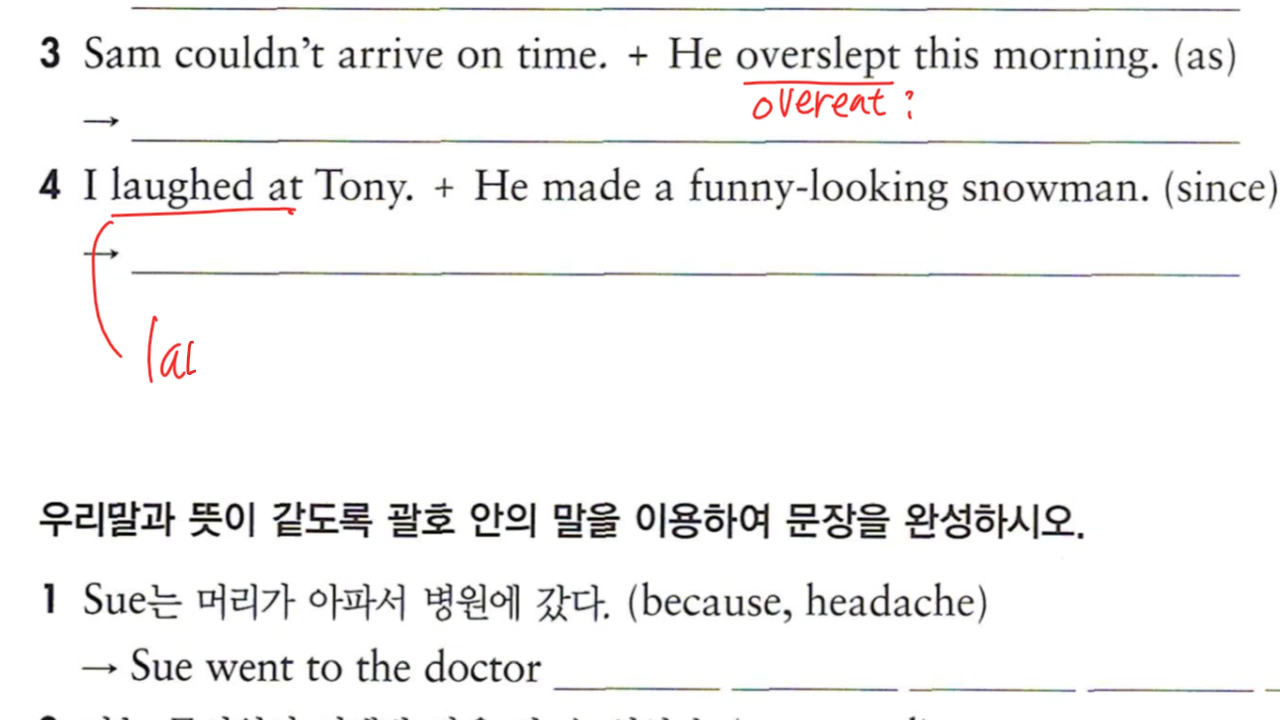 3 Sam couldn't arrive on time. + He overslept this morning. (as)
overeat :
→
4 I laughed at Tony. + He made a funny-looking snowman. (since)
→
우리말과 뜻이 같도록 괄호 안의 말을 이용하여 문장을 완성하시오.
1 Sue는 머리가 아파서 병원에 갔다. (because, headache)
→ Sue went to the doctor